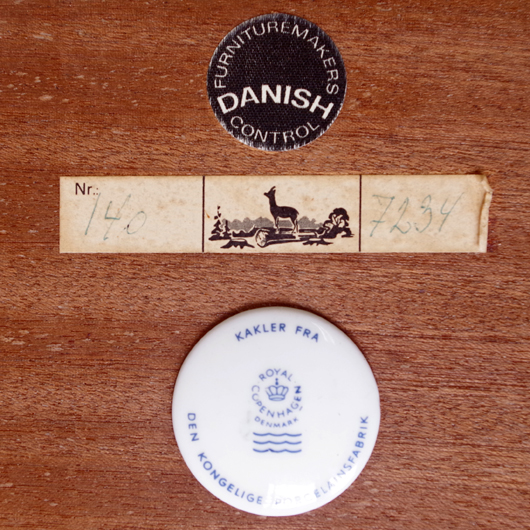 FURNITUREMAKERS
DANISH
CONTROL
Nr.: 140
7234
KAKLER FRA
ROYAL
COPENHAGEN
DENMARK
DEN KONGELIGE PORCELAINSFABRIK